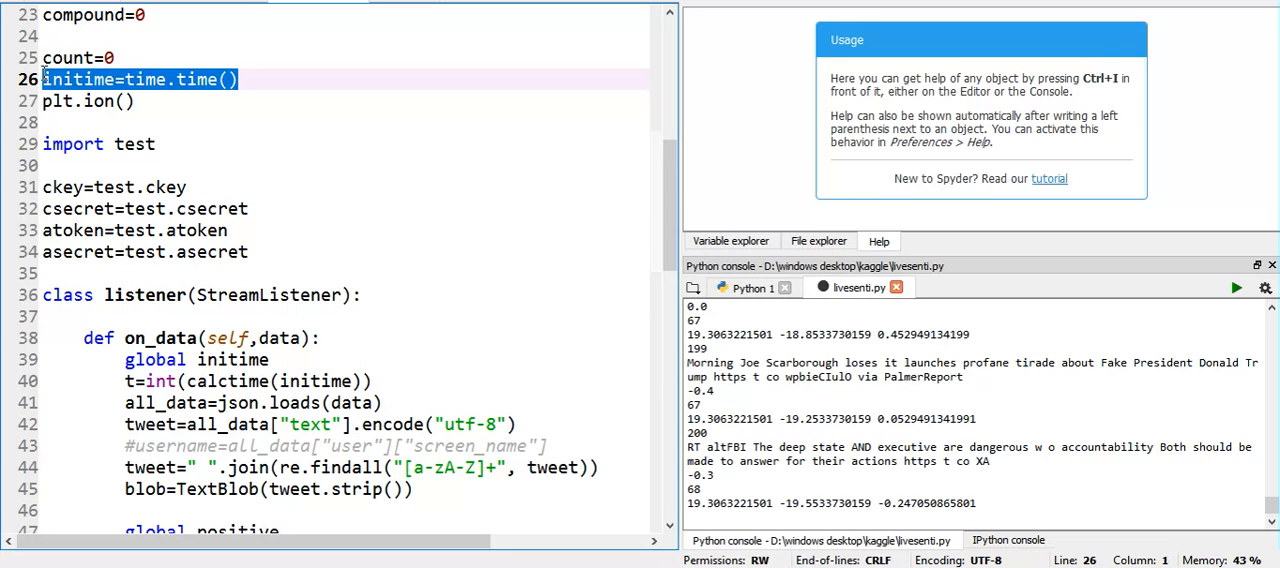 23 compound=0
24
25 count=0
26 initime=time.time()
27 plt.ion()
28
29 import test
30
31 ckey=test.ckey
32 csecret=test.csecret
33 atoken=test.atoken
34 asecret=test.asecret
35
36 class listener(StreamListener):
37
38 def on_data(self,data):
39 global initime
40 t=int(calctime(initime))
41 all_data=json.loads(data)
42 tweet=all_data["text"].encode("utf-8")
43 #username=all_data["user"]["screen_name"]
44 tweet=" ".join(re.findall("[a-zA-Z]+", tweet))
45 blob=TextBlob(tweet.strip())
46
47 global positive
Usage
Here you can get help of any object by pressing Ctrl+I in
front of it, either on the Editor or the Console.
Help can also be shown automatically after writing a left
parenthesis next to an object. You can activate this
behavior in Preferences > Help.
New to Spyder? Read our tutorial
Variable explorer File explorer Help
Python console - D:\windows desktop\kaggle\livesenti.py
Python 1 livesenti.py
0.0
67
19.3063221501 -18.8533730159 0.452949134199
199
Morning Joe Scarborough loses it launches profane tirade about Fake President Donald Tr
ump https t co wpbieCIulO via PalmerReport
-0.4
67
19.3063221501 -19.2533730159 0.0529491341991
200
RT altFBI The deep state AND executive are dangerous w o accountability Both should be
made to answer for their actions https t co XA
-0.3
68
19.3063221501 -19.5533730159 -0.247050865801
Python console - D:\windows desktop\kaggle\livesenti.py IPython console
Permissions: RW End-of-lines: CRLF Encoding: UTF-8 Line: 26 Column: 1 Memory: 43 %